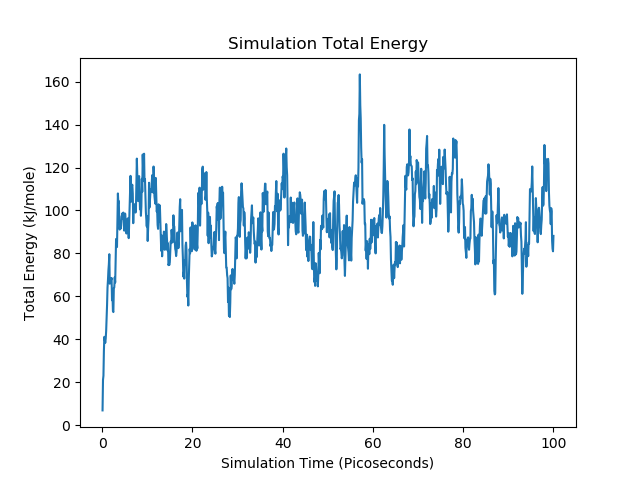 Simulation Total Energy
Total Energy (kJ/mole)
160
140
120
100
80
60
40
20
0
0 20 40 60 80 100
Simulation Time (Picoseconds)